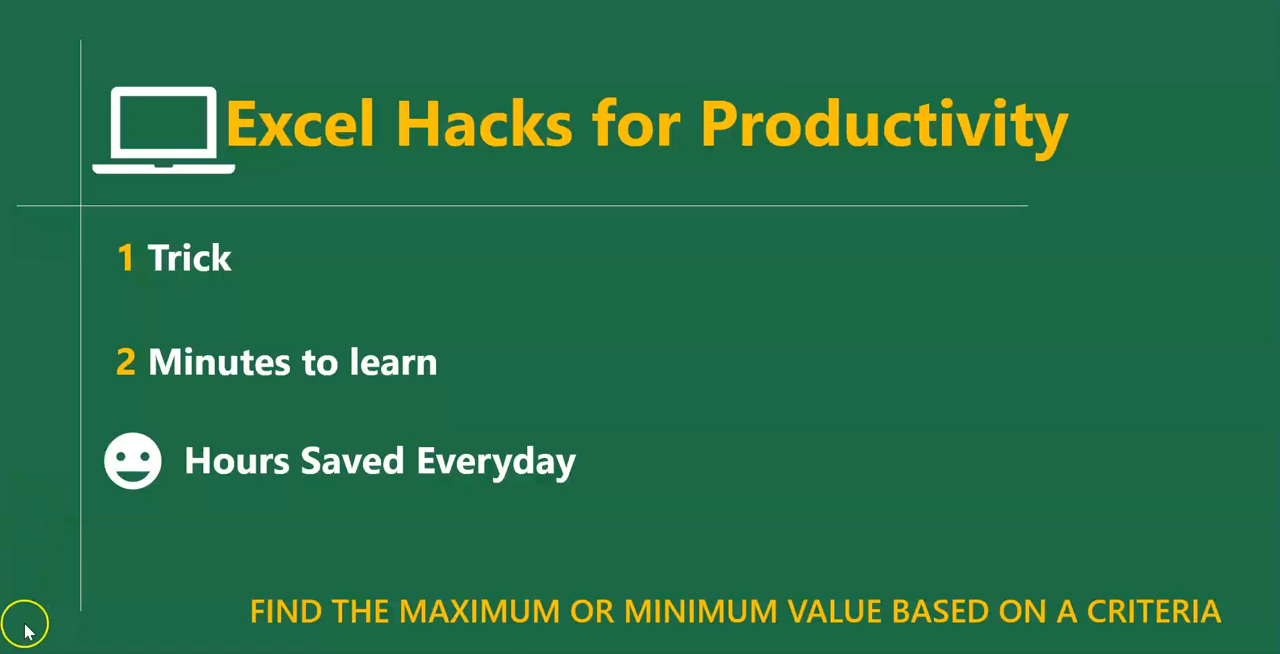 Excel Hacks for Productivity
1 Trick
2 Minutes to learn
Hours Saved Everyday
FIND THE MAXIMUM OR MINIMUM VALUE BASED ON A CRITERIA